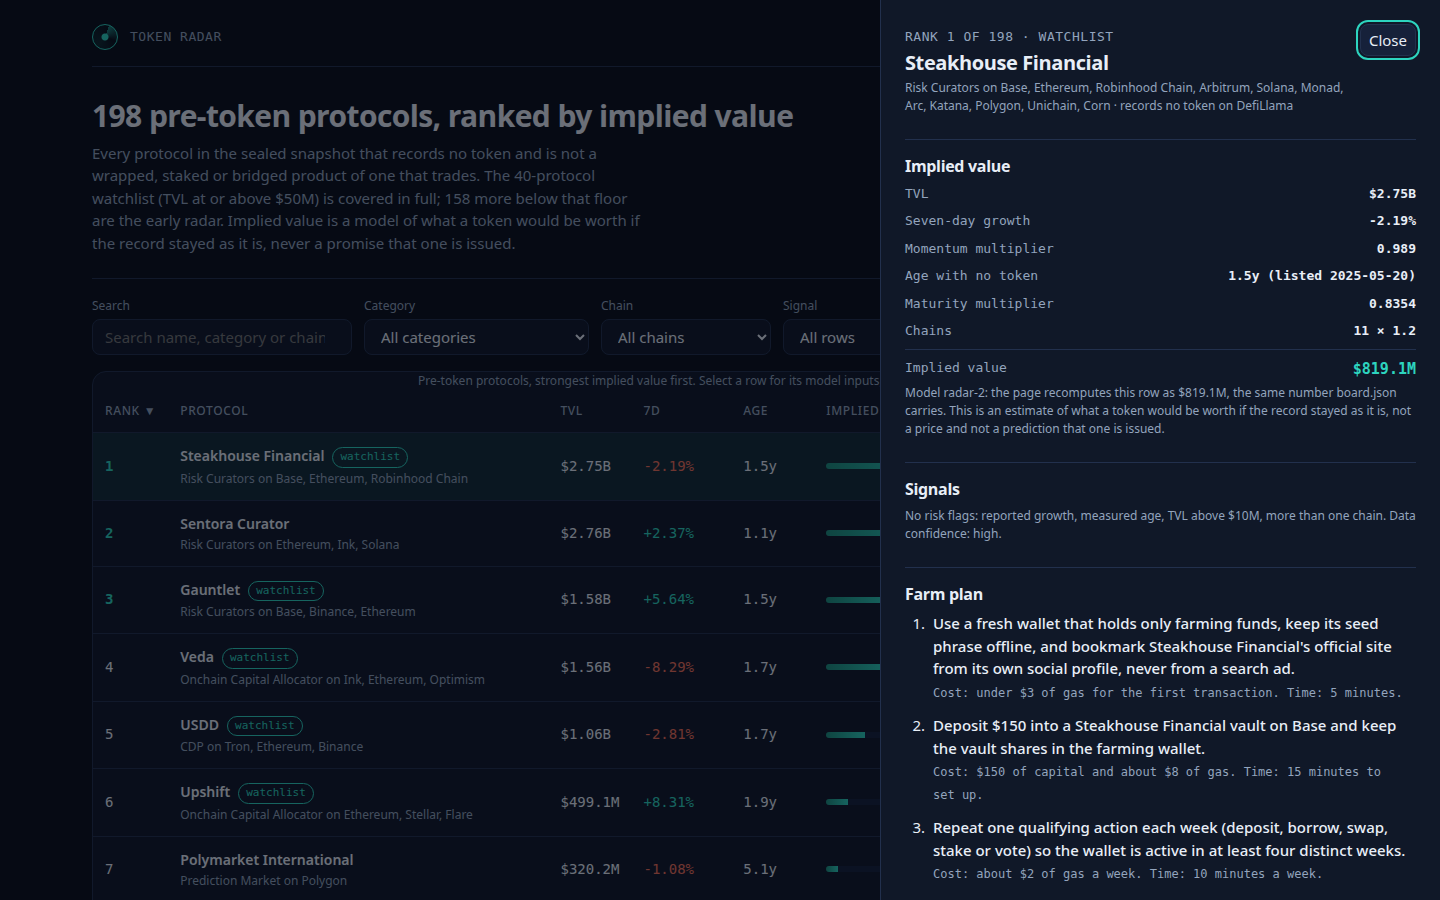 TOKEN RADAR
198 pre-token protocols, ranked by implied value
Every protocol in the sealed snapshot that records no token and is not a
wrapped, staked or bridged product of one that trades. The 40-protocol
watchlist (TVL at or above $50M) is covered in full; 158 more below that floor
are the early radar. Implied value is a model of what a token would be worth if
the record stayed as it is, never a promise that one is issued.
Search
Category
Chain
Signal
Search name, category or chain
All categories
All chains
All rows
Pre-token protocols, strongest implied value first. Select a row for its model inputs
RANK ▼
PROTOCOL
TVL
7D
AGE
IMPLIED
1
Steakhouse Financial
watchlist
Risk Curators on Base, Ethereum, Robinhood Chain
$2.75B
-2.19%
1.5y
2
Sentora Curator
Risk Curators on Ethereum, Ink, Solana
$2.76B
+2.37%
1.1y
3
Gauntlet
watchlist
Risk Curators on Base, Binance, Ethereum
$1.58B
+5.64%
1.5y
4
Veda
watchlist
Onchain Capital Allocator on Ink, Ethereum, Optimism
$1.56B
-8.29%
1.7y
5
USDD
watchlist
CDP on Tron, Ethereum, Binance
$1.06B
-2.81%
1.7y
6
Upshift
watchlist
Onchain Capital Allocator on Ethereum, Stellar, Flare
$499.1M
+8.31%
1.9y
7
Polymarket International
Prediction Market on Polygon
$320.2M
-1.08%
5.1y
RANK 1 OF 198 · WATCHLIST
Close
Steakhouse Financial
Risk Curators on Base, Ethereum, Robinhood Chain, Arbitrum, Solana, Monad,
Arc, Katana, Polygon, Unichain, Corn · records no token on DefiLlama
Implied value
TVL $2.75B
Seven-day growth -2.19%
Momentum multiplier 0.989
Age with no token 1.5y (listed 2025-05-20)
Maturity multiplier 0.8354
Chains 11 × 1.2
Implied value $819.1M
Model radar-2: the page recomputes this row as $819.1M, the same number board.json
carries. This is an estimate of what a token would be worth if the record stayed as it is, not
a price and not a prediction that one is issued.
Signals
No risk flags: reported growth, measured age, TVL above $10M, more than one chain. Data
confidence: high.
Farm plan
1. Use a fresh wallet that holds only farming funds, keep its seed
phrase offline, and bookmark Steakhouse Financial's official site
from its own social profile, never from a search ad.
Cost: under $3 of gas for the first transaction. Time: 5 minutes.
2. Deposit $150 into a Steakhouse Financial vault on Base and keep
the vault shares in the farming wallet.
Cost: $150 of capital and about $8 of gas. Time: 15 minutes to
set up.
3. Repeat one qualifying action each week (deposit, borrow, swap,
stake or vote) so the wallet is active in at least four distinct weeks.
Cost: about $2 of gas a week. Time: 10 minutes a week.